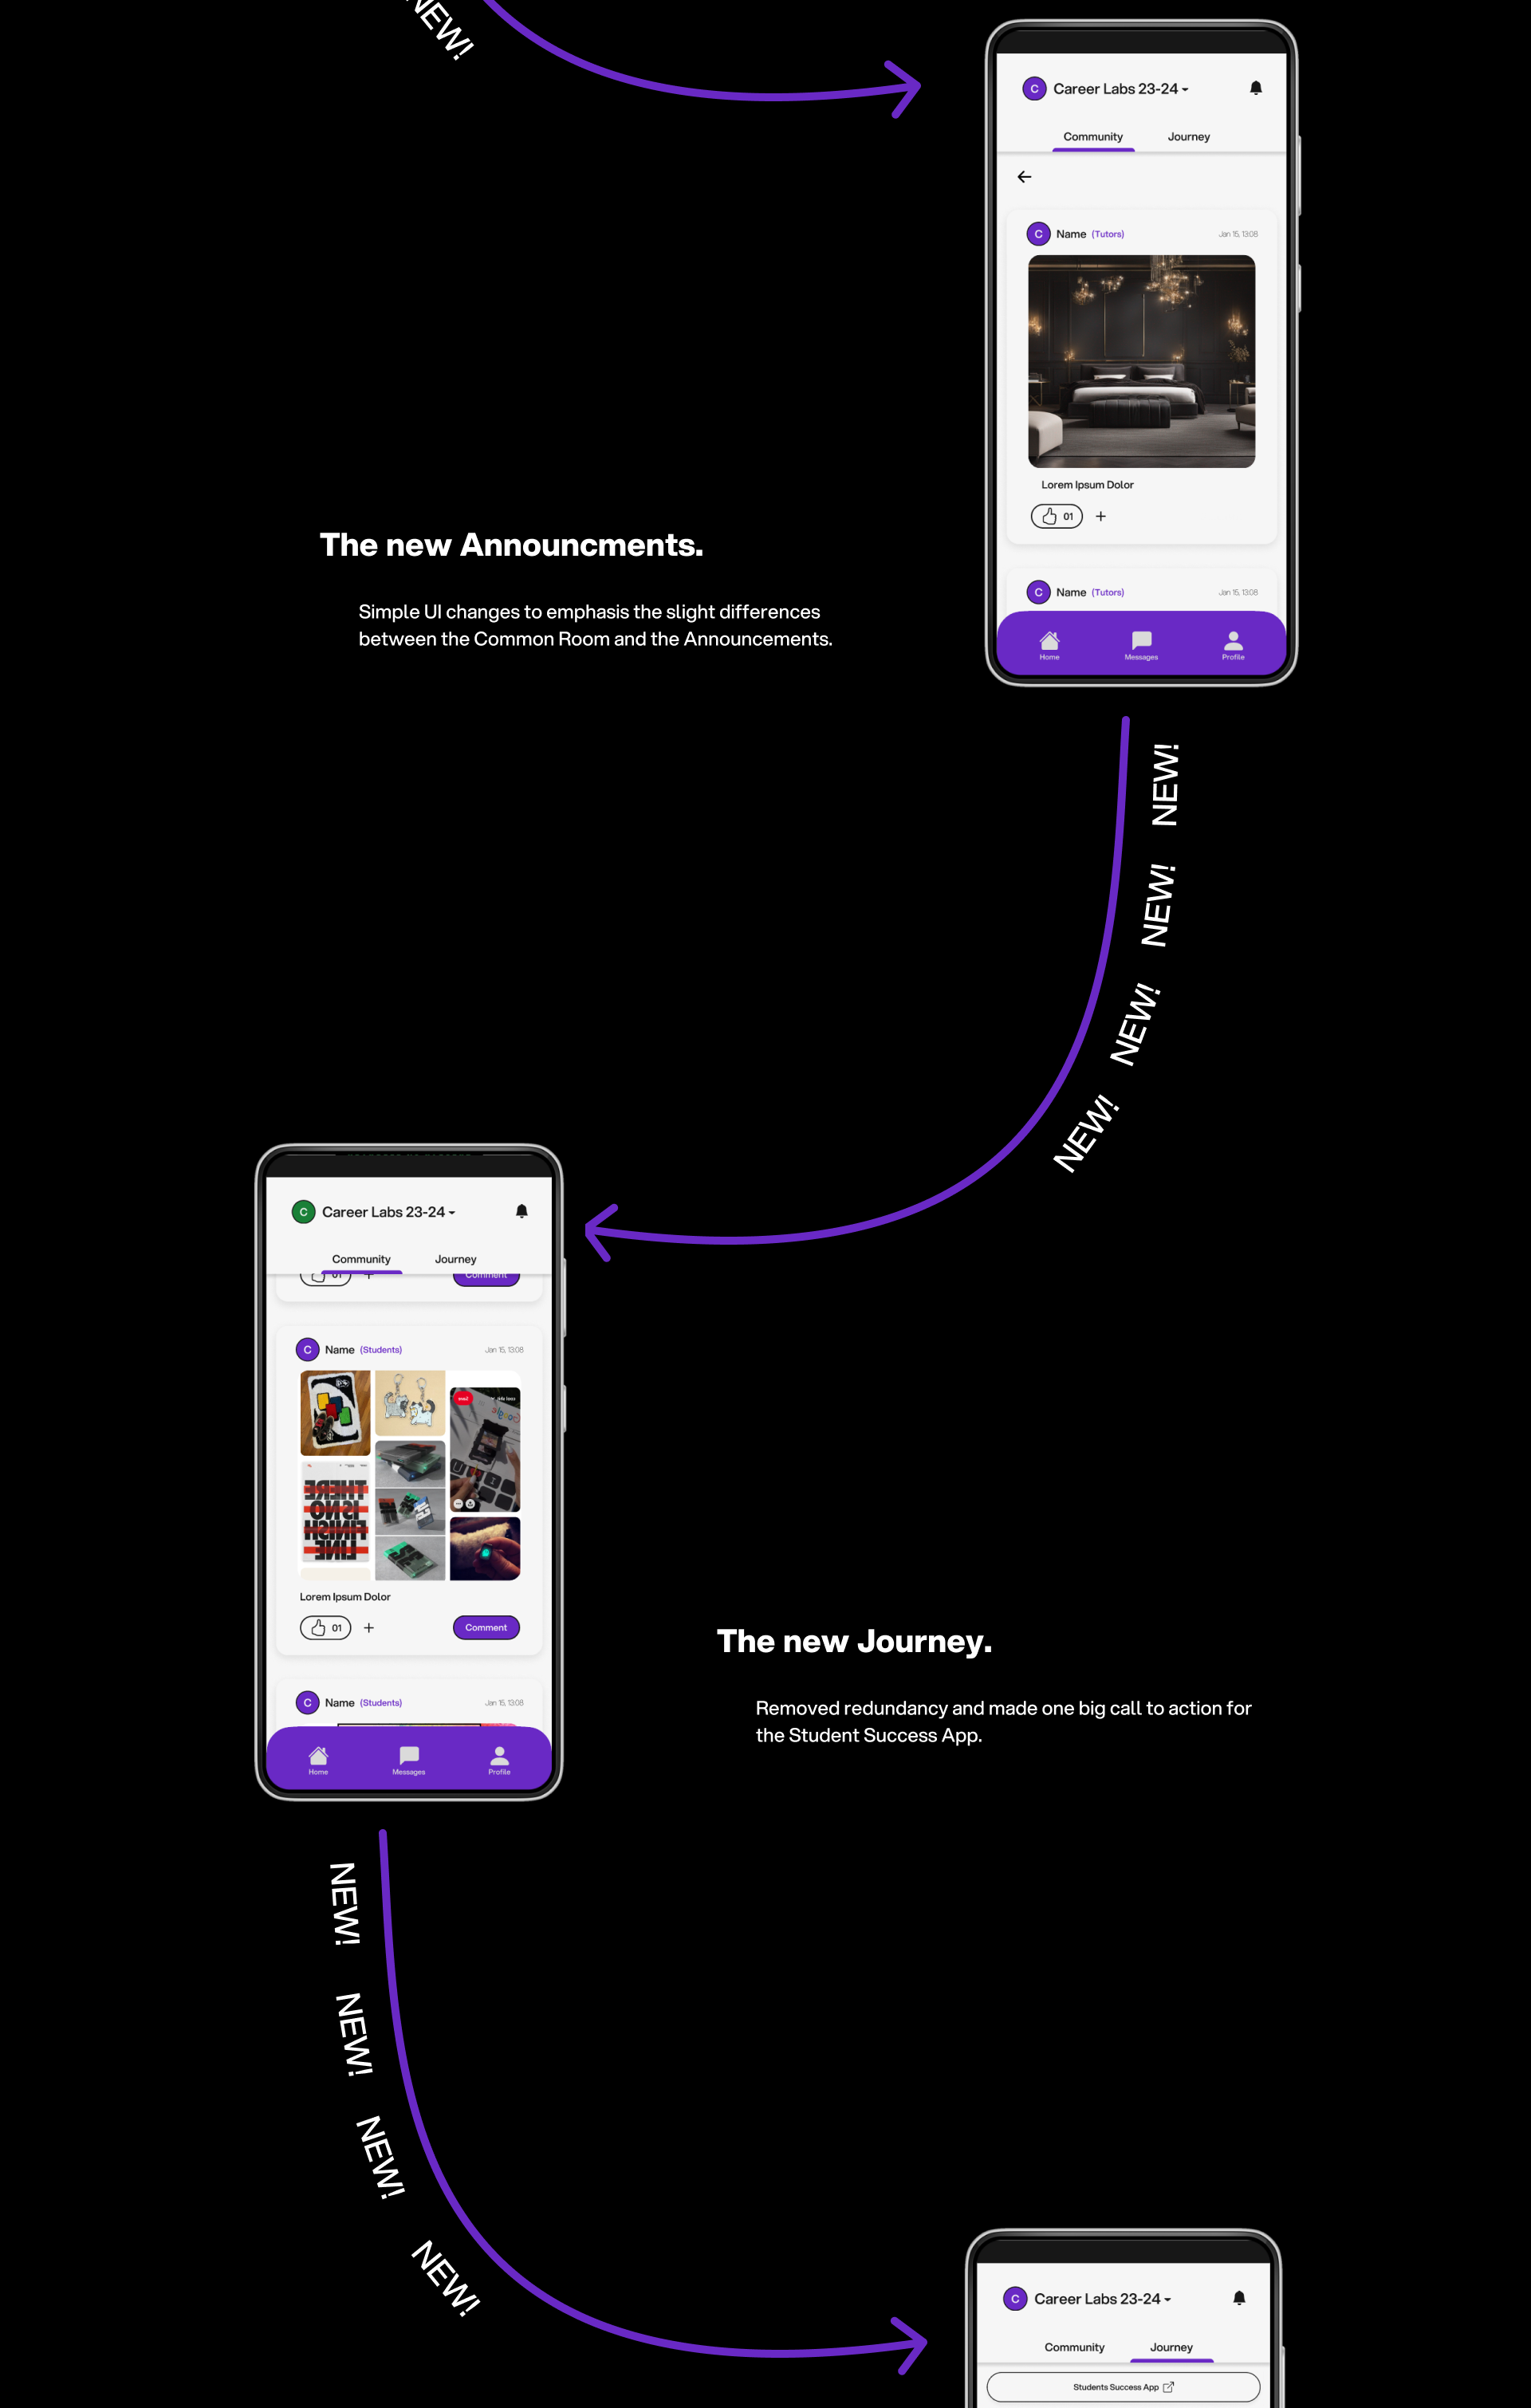 NEW!
C Career Labs 23-24
Community Journey
C Name (Tutors) Jan 15, 13:08
Lorem Ipsum Dolor
01 +
The new Announcments.
Simple UI changes to emphasis the slight differences
between the Common Room and the Announcements.
C Name (Tutors) Jan 15, 13:08
Home Messages Profile
NEW!
NEW!
NEW!
NEW!
C Career Labs 23-24
Community Journey
01 + Comment
C Name (Students) Jan 15, 13:08
THERE
IS NO
FINISH
LINE
Lorem Ipsum Dolor
01 + Comment
The new Journey.
Removed redundancy and made one big call to action for
the Student Success App.
C Name (Students) Jan 15, 13:08
Home Messages Profile
NEW!
NEW!
NEW!
NEW!
C Career Labs 23-24
Community Journey
Students Success App